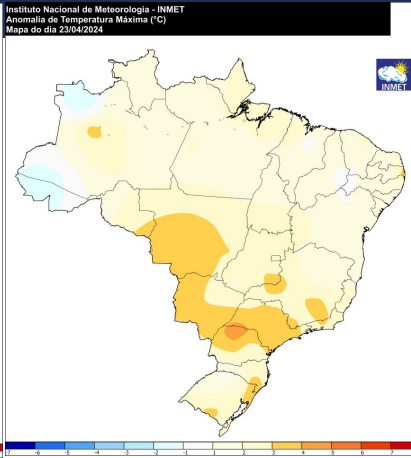 Instituto Nacional de Meteorologia - INMET
Anomalia de Temperatura Máxima (°C)
Mapa do dia 23/04/2024
INMET
-7 -6 -5 -4 -3 -2 -1 1 2 3 4 5 6 7